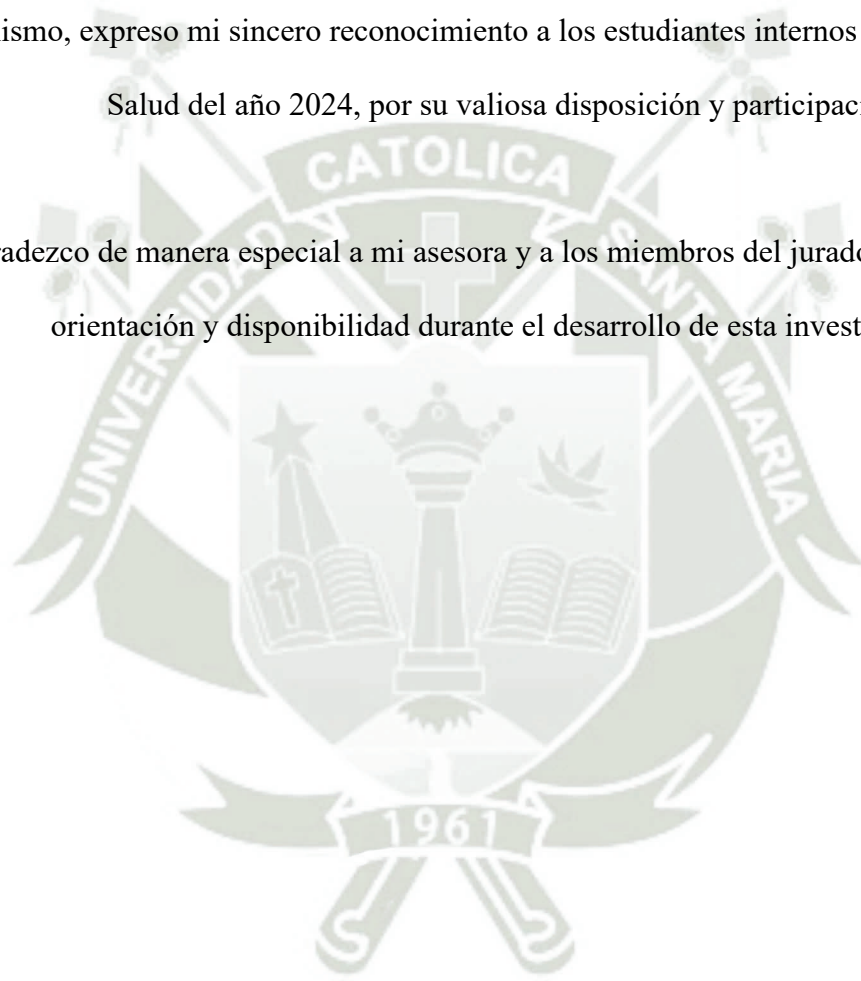 ismo, expreso mi sincero reconocimiento a los estudiantes internos
Salud del año 2024, por su valiosa disposición y participaci
radezco de manera especial a mi asesora y a los miembros del jurado
orientación y disponibilidad durante el desarrollo de esta invest
UNIVERSIDAD CATOLICA SANTA MARIA
1961